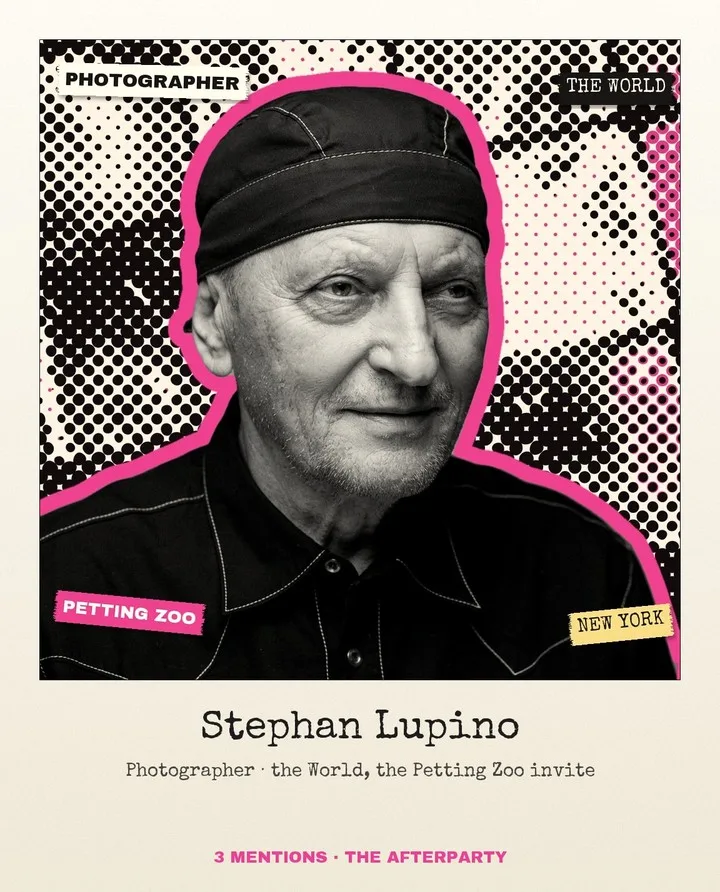 PHOTOGRAPHER
THE WORLD
PETTING ZOO
NEW YORK
Stephan Lupino
Photographer · the World, the Petting Zoo invite
3 MENTIONS · THE AFTERPARTY